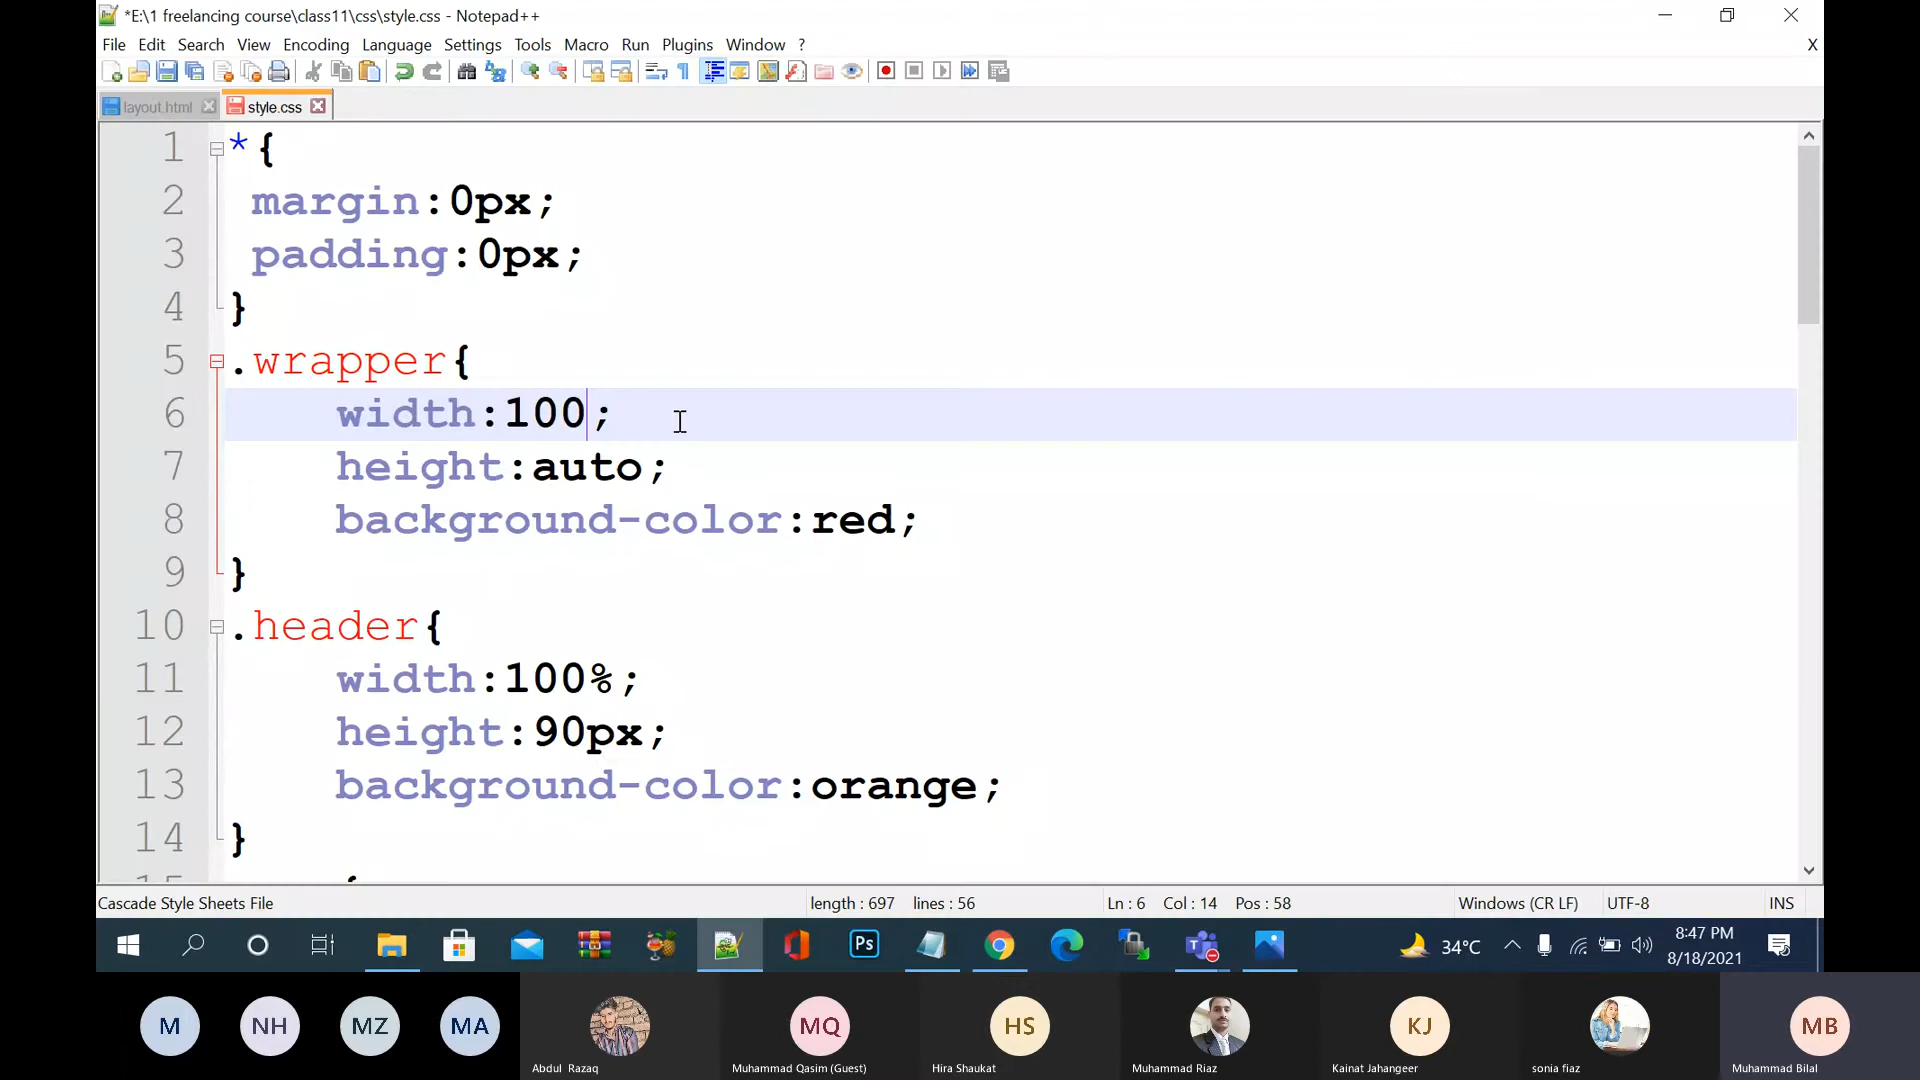 *E:\1 freelancing course\class11\css\style.css - Notepad++
File Edit Search View Encoding Language Settings Tools Macro Run Plugins Window ? X
layout.html style.css
1 *{
2 margin:0px;
3 padding:0px;
4 }
5 .wrapper{
6 width:100;
7 height:auto;
8 background-color:red;
9 }
10 .header{
11 width:100%;
12 height:90px;
13 background-color:orange;
14 }
Cascade Style Sheets File length : 697 lines : 56 Ln : 6 Col : 14 Pos : 58 Windows (CR LF) UTF-8 INS
Ps 34°C 8:47 PM
8/18/2021
M NH MZ MA MQ HS KJ MB
Abdul Razaq Muhammad Qasim (Guest) Hira Shaukat Muhammad Riaz Kainat Jahangeer sonia fiaz Muhammad Bilal